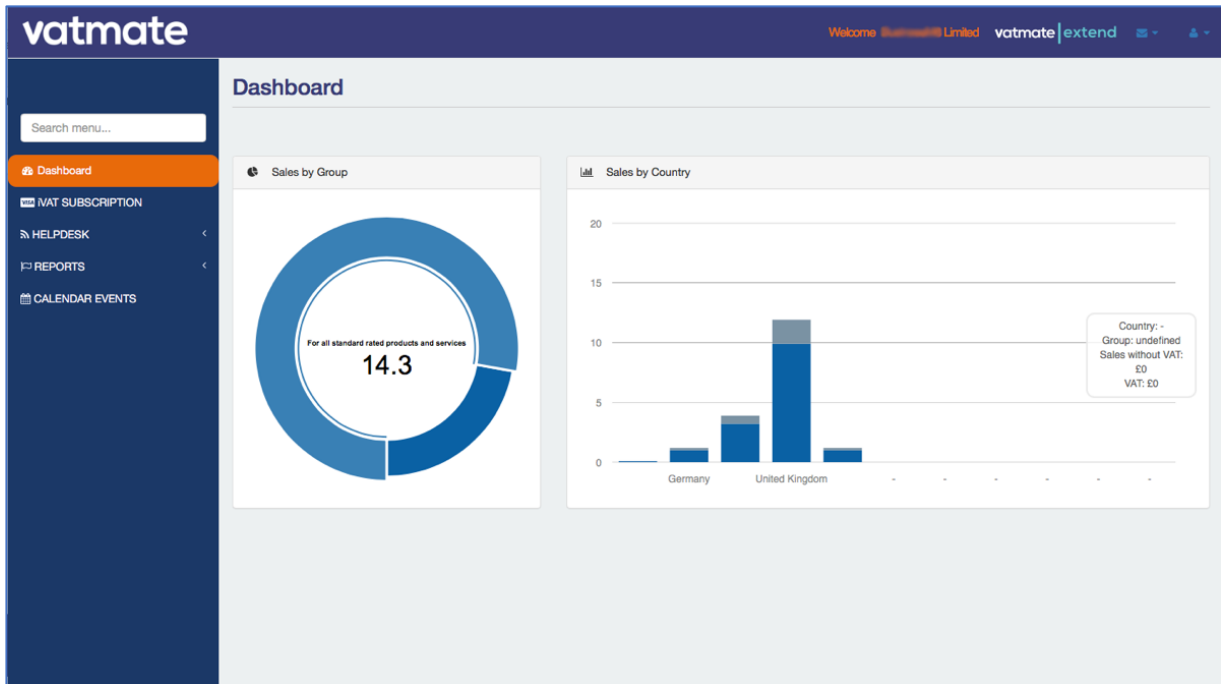 vatmate
Welcome Limited vatmate|extend
Dashboard
Search menu...
Dashboard
iVAT SUBSCRIPTION
HELPDESK
REPORTS
CALENDAR EVENTS
Sales by Group
For all standard rated products and services
14.3
Sales by Country
20
15
10
5
0
Germany United Kingdom - - - - - -
Country: -
Group: undefined
Sales without VAT:
£0
VAT: £0